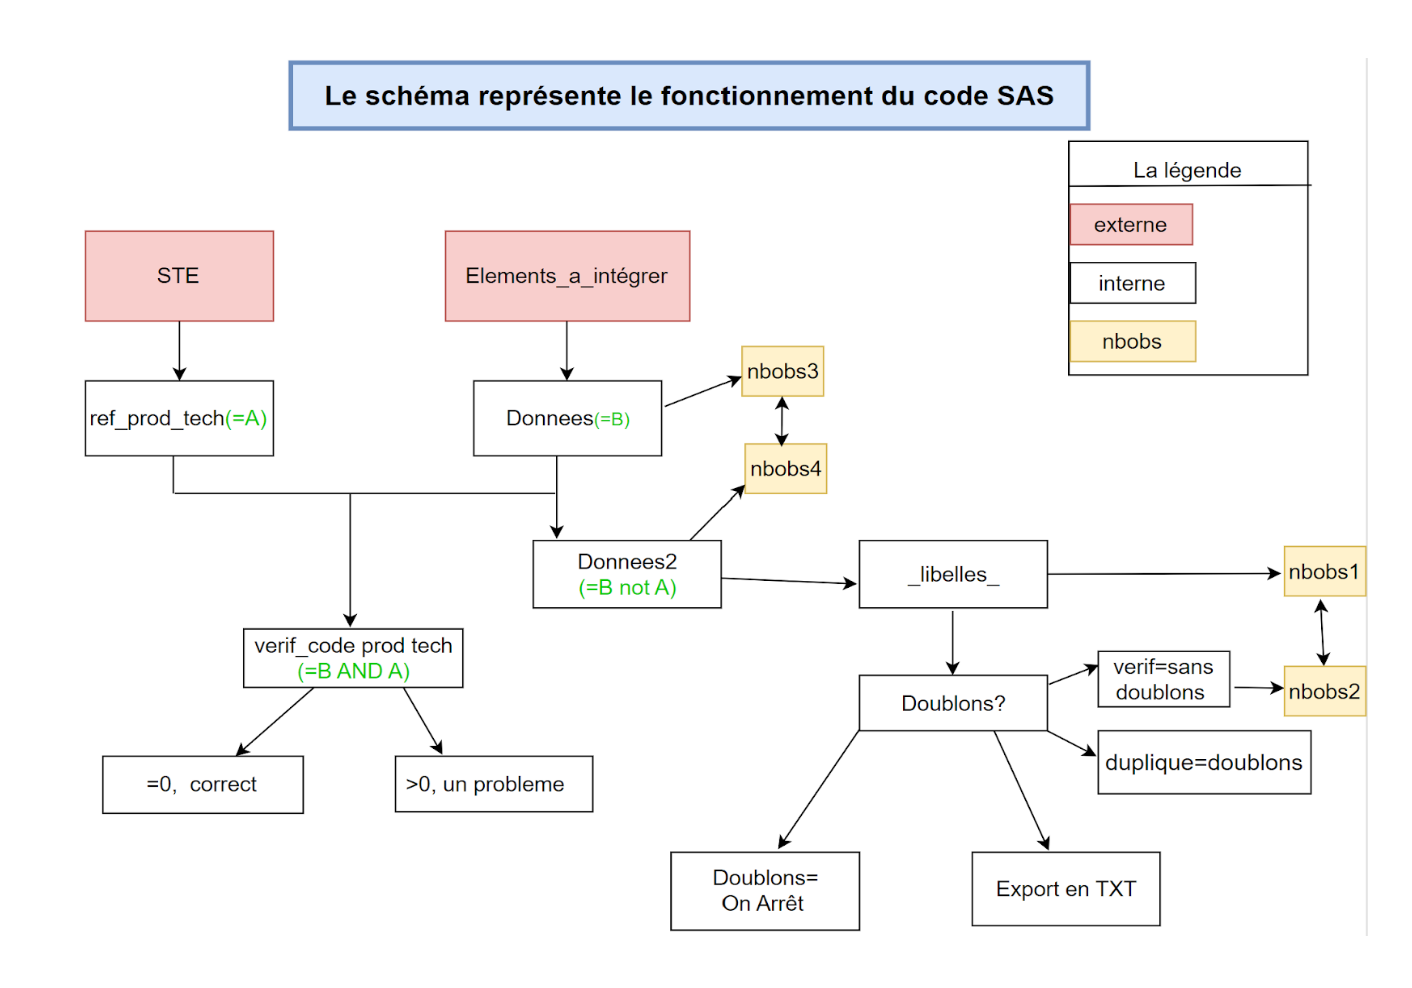 Le schéma représente le fonctionnement du code SAS
La légende
externe
interne
nbobs
STE
Elements_a_intégrer
ref_prod_tech(=A)
Donnees(=B)
nbobs3
nbobs4
Donnees2
(=B not A)
_libelles_
nbobs1
verif_code prod tech
(=B AND A)
Doublons?
verif=sans
doublons
nbobs2
duplique=doublons
=0,  correct
>0, un probleme
Doublons=
On Arrêt
Export en TXT